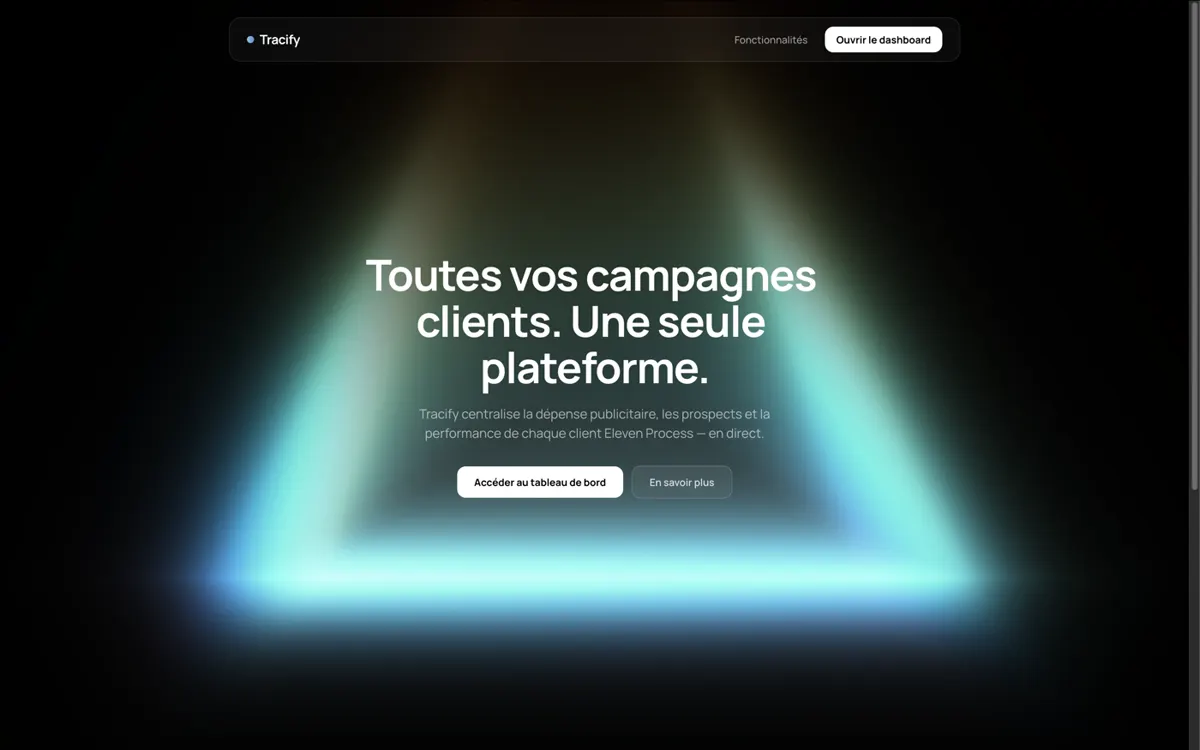 Tracify
Fonctionnalités
Ouvrir le dashboard
Toutes vos campagnes
clients. Une seule
plateforme.
Tracify centralise la dépense publicitaire, les prospects et la
performance de chaque client Eleven Process — en direct.
Accéder au tableau de bord
En savoir plus